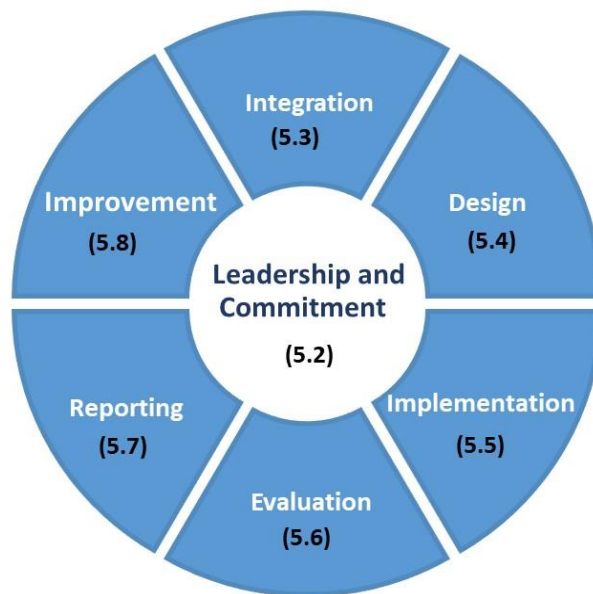 Integration
(5.3)
Design
(5.4)
Implementation
(5.5)
Evaluation
(5.6)
Reporting
(5.7)
Improvement
(5.8)
Leadership and
Commitment
(5.2)